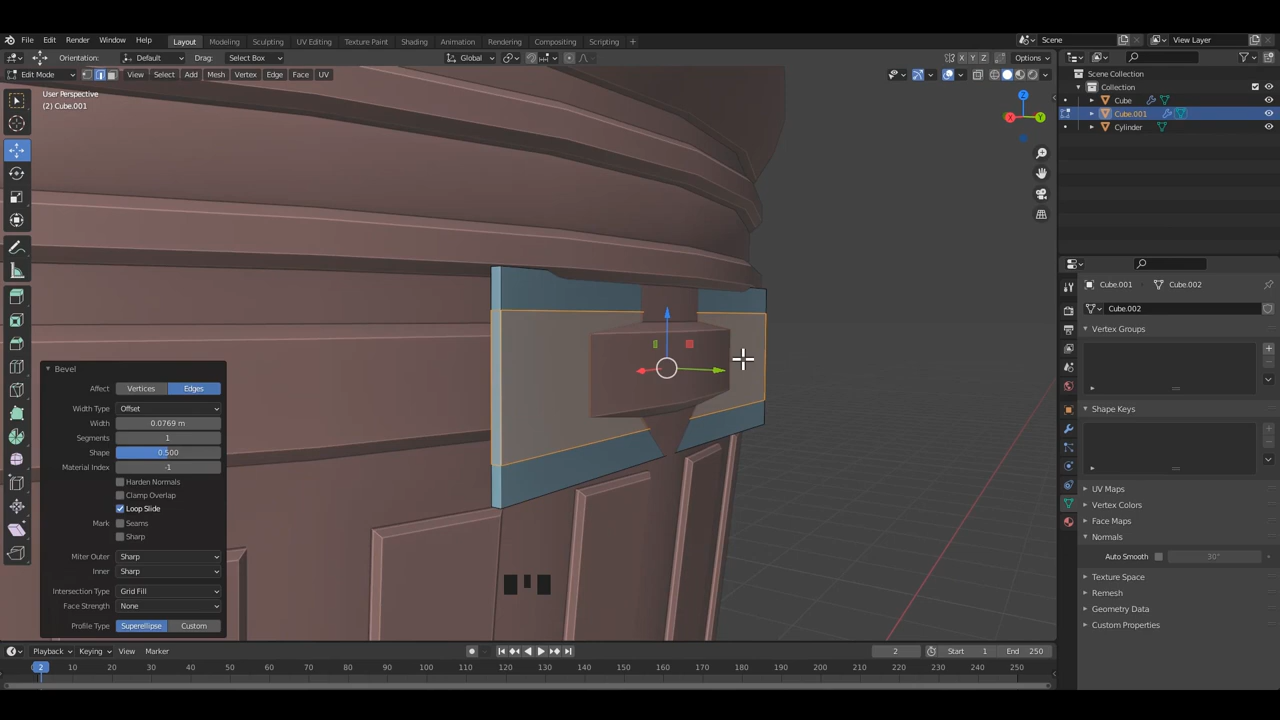 File Edit Render Window Help Layout Modeling Sculpting UV Editing Texture Paint Shading Animation Rendering Compositing Scripting + Scene View Layer
Orientation: Default Drag: Select Box Global X Y Z Options
Edit Mode View Select Add Mesh Vertex Edge Face UV
User Perspective
(2) Cube.001
Z
X Y
Scene Collection
Collection
Cube
Cube.001
Cylinder
Cube.001 Cube.002
Cube.002
Vertex Groups
Shape Keys
UV Maps
Vertex Colors
Face Maps
Normals
Auto Smooth 30°
Texture Space
Remesh
Geometry Data
Custom Properties
Bevel
Affect Vertices Edges
Width Type Offset
Width 0.0769 m
Segments 1
Shape 0.500
Material Index -1
Harden Normals
Clamp Overlap
Loop Slide
Mark Seams
Sharp
Miter Outer Sharp
Inner Sharp
Intersection Type Grid Fill
Face Strength None
Profile Type Superellipse Custom
Playback Keying View Marker 2 Start 1 End 250
2 10 20 30 40 50 60 70 80 90 100 110 120 130 140 150 160 170 180 190 200 210 220 230 240 250